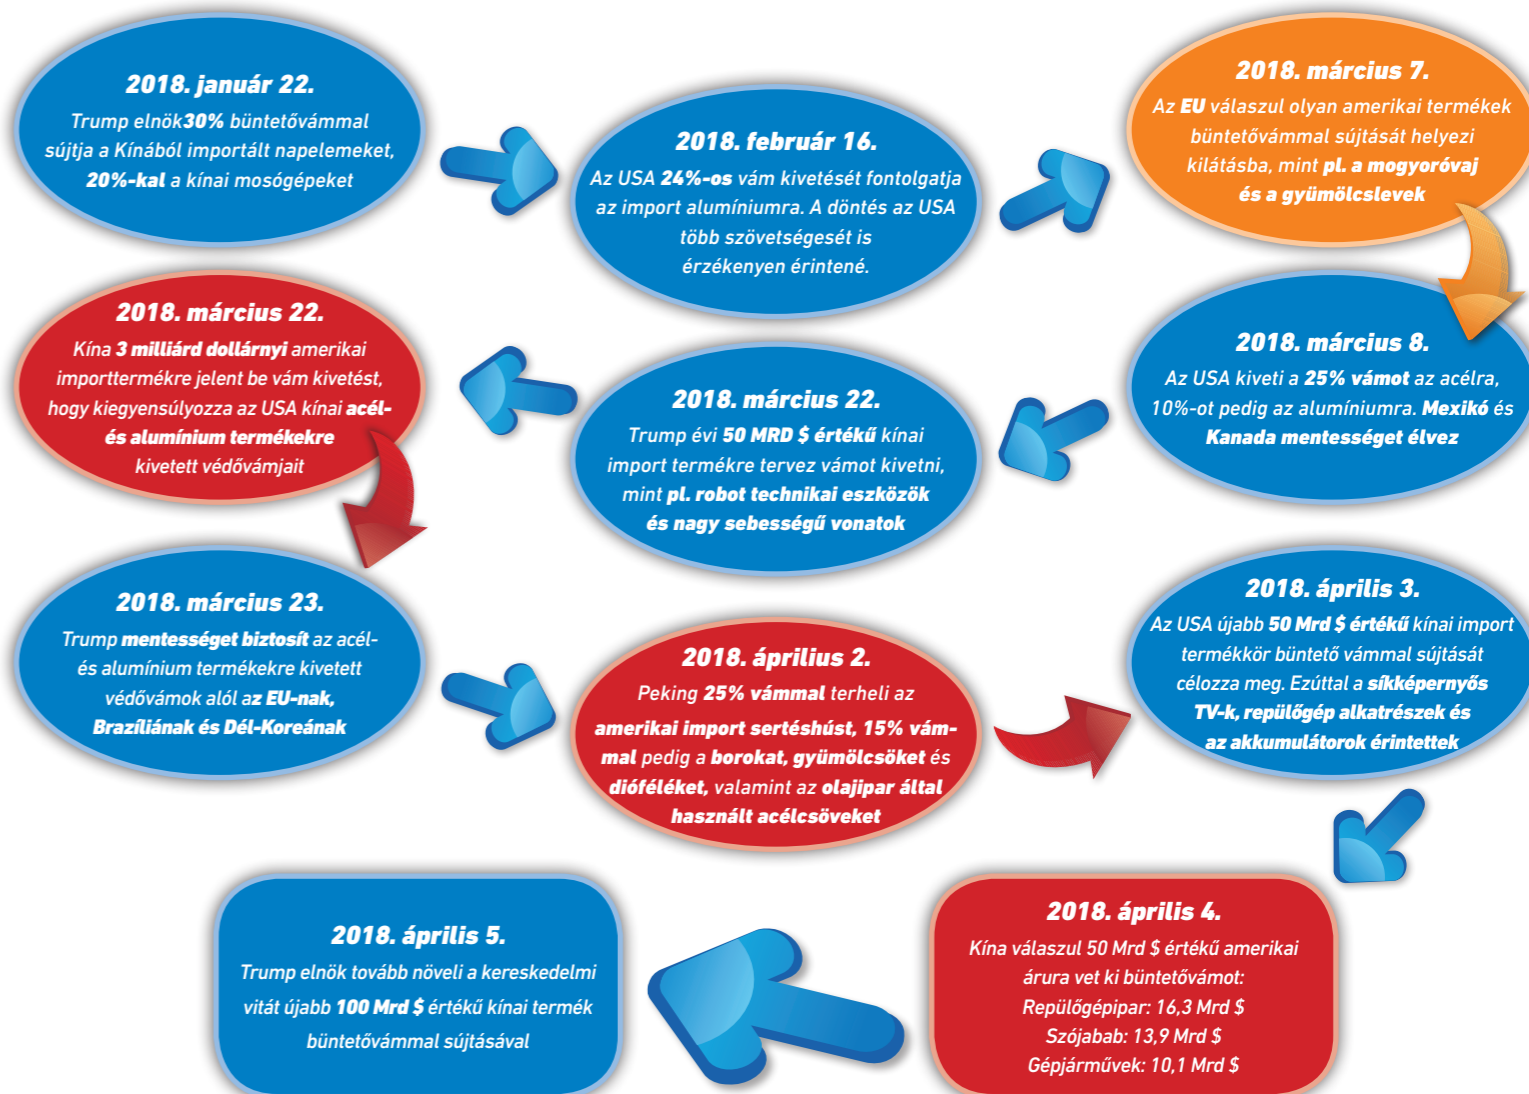 2018. január 22.
Trump elnök30% büntetővámmal
sújtja a Kínából importált napelemeket,
20%-kal a kínai mosógépeket
2018. február 16.
Az USA 24%-os vám kivetését fontolgatja
az import alumíniumra. A döntés az USA
több szövetségesét is
érzékenyen érintené.
2018. március 7.
Az EU válaszul olyan amerikai termékek
büntetővámmal sújtását helyezi
kilátásba, mint pl. a mogyoróvaj
és a gyümölcslevek
2018. március 8.
Az USA kiveti a 25% vámot az acélra,
10%-ot pedig az alumíniumra. Mexikó és
Kanada mentességet élvez
2018. március 22.
Trump évi 50 MRD $ értékű kínai
import termékre tervez vámot kivetni,
mint pl. robot technikai eszközök
és nagy sebességű vonatok
2018. március 22.
Kína 3 milliárd dollárnyi amerikai
importtermékre jelent be vám kivetést,
hogy kiegyensúlyozza az USA kínai acél-
és alumínium termékekre
kivetett védővámjait
2018. március 23.
Trump mentességet biztosít az acél-
és alumínium termékekre kivetett
védővámok alól az EU-nak,
Brazíliának és Dél-Koreának
2018. áprilius 2.
Peking 25% vámmal terheli az
amerikai import sertéshúst, 15% vám-
mal pedig a borokat, gyümölcsöket és
dióféléket, valamint az olajipar által
használt acélcsöveket
2018. április 3.
Az USA újabb 50 Mrd $ értékű kínai import
termékkör büntető vámmal sújtását
célozza meg. Ezúttal a síkképernyős
TV-k, repülőgép alkatrészek és
az akkumulátorok érintettek
2018. április 4.
Kína válaszul 50 Mrd $ értékű amerikai
árura vet ki büntetővámot:
Repülőgépipar: 16,3 Mrd $
Szójabab: 13,9 Mrd $
Gépjárművek: 10,1 Mrd $
2018. április 5.
Trump elnök tovább növeli a kereskedelmi
vitát újabb 100 Mrd $ értékű kínai termék
büntetővámmal sújtásával